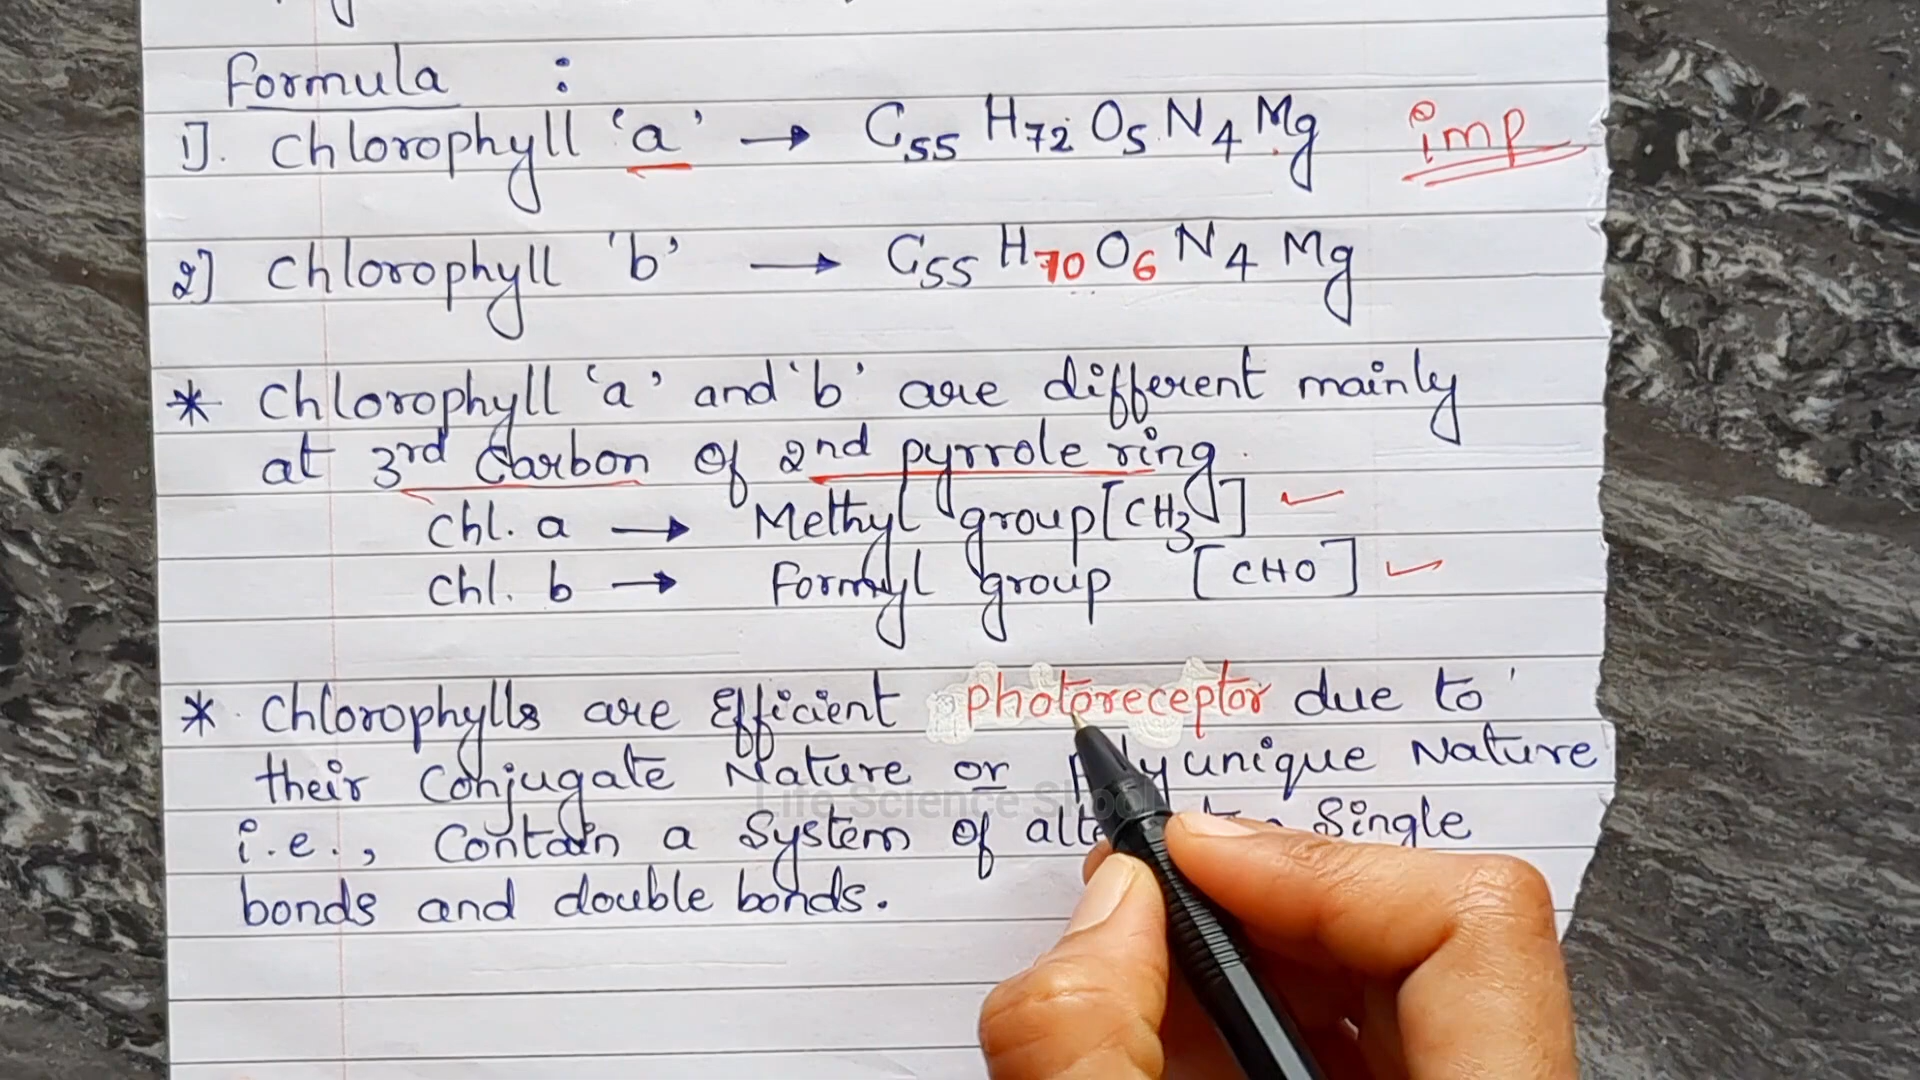 Formula :
1]. Chlorophyll 'a' → C55 H72 O5 N4 Mg imp
2] Chlorophyll 'b' → C55 H70 O6 N4 Mg
* Chlorophyll 'a' and 'b' are different mainly
at 3rd Carbon of 2nd pyrrole ring.
Chl. a → Methyl group [CH3]
Chl. b → Formyl group [CHO]
* Chlorophylls are Efficient photoreceptor due to
their Conjugate Nature or Nature
i.e., Contain a System of Single
bonds and double bonds.
Life Science